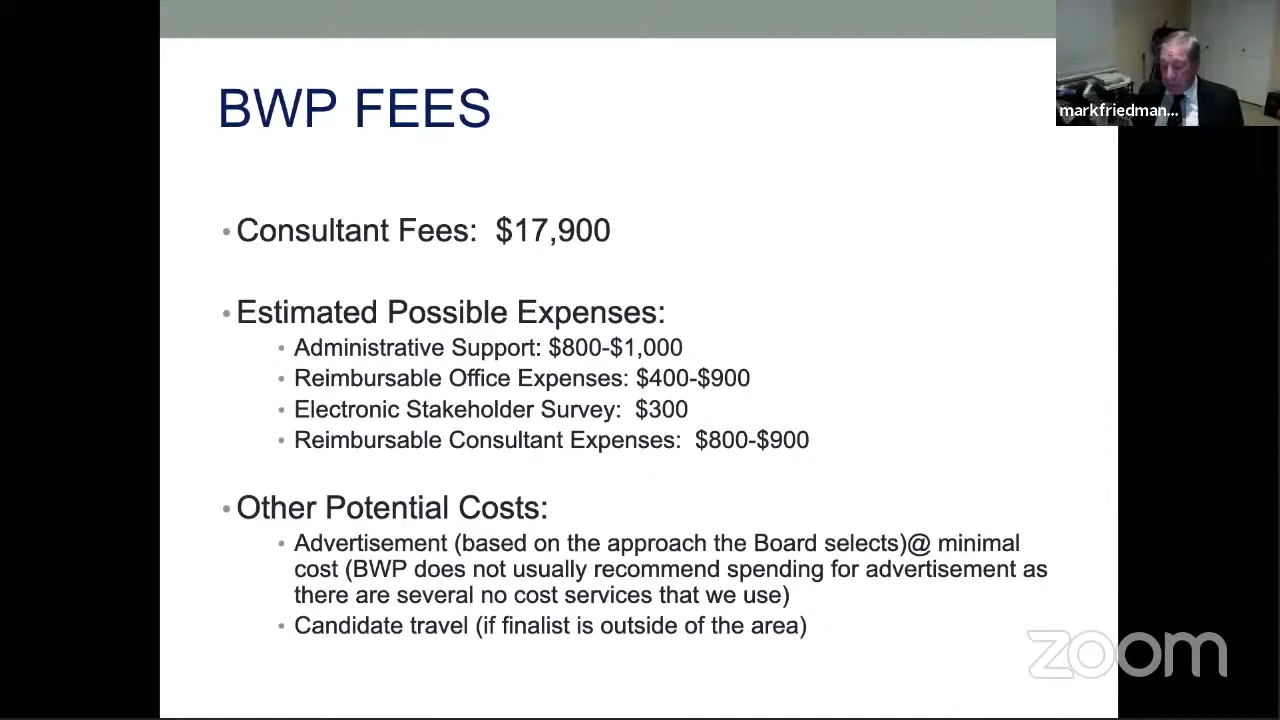 BWP FEES
markfriedman...
• Consultant Fees: $17,900
• Estimated Possible Expenses:
• Administrative Support: $800-$1,000
• Reimbursable Office Expenses: $400-$900
• Electronic Stakeholder Survey: $300
• Reimbursable Consultant Expenses: $800-$900
• Other Potential Costs:
• Advertisement (based on the approach the Board selects)@ minimal
cost (BWP does not usually recommend spending for advertisement as
there are several no cost services that we use)
• Candidate travel (if finalist is outside of the area)
zoom